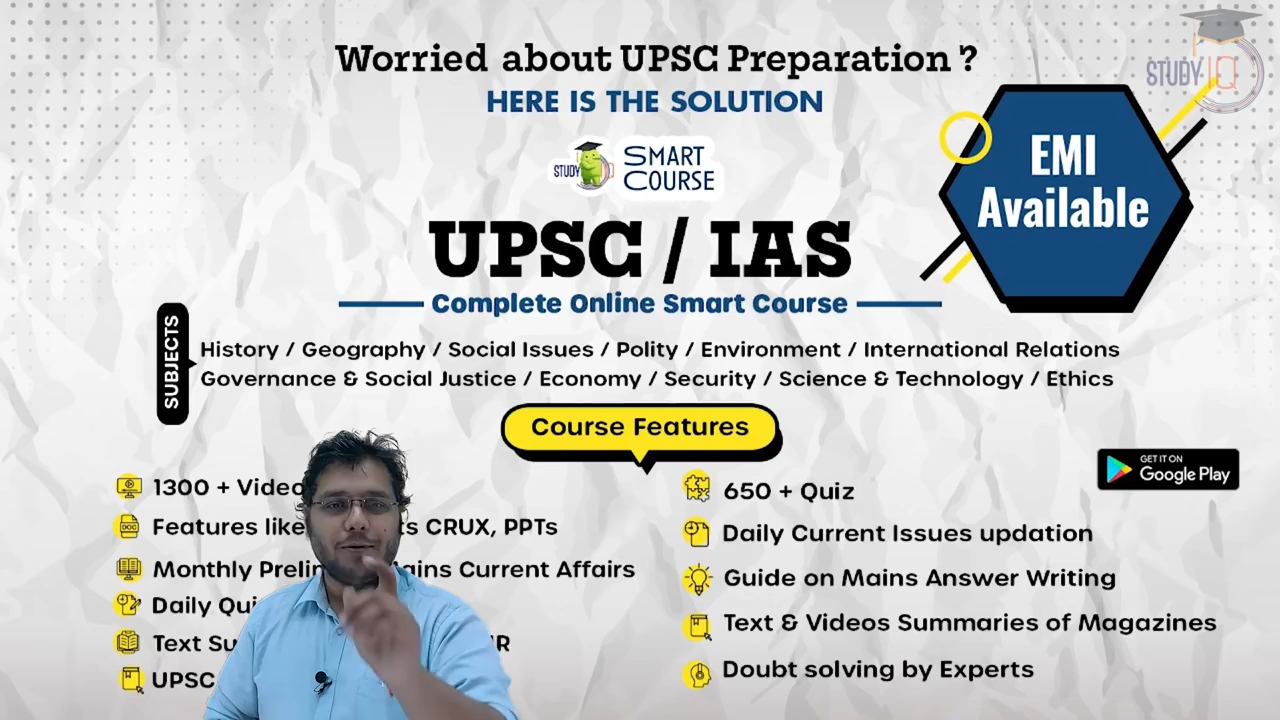 Worried about UPSC Preparation ?
HERE IS THE SOLUTION
STUDY IQ
STUDY
SMART
COURSE
EMI
Available
UPSC / IAS
Complete Online Smart Course
SUBJECTS
History / Geography / Social Issues / Polity / Environment / International Relations
Governance & Social Justice / Economy / Security / Science & Technology / Ethics
Course Features
GET IT ON
Google Play
1300 +
Features like CRUX, PPTs
Monthly Current Affairs
Daily
Text
UPSC
650 + Quiz
Daily Current Issues updation
Guide on Mains Answer Writing
Text & Videos Summaries of Magazines
Doubt solving by Experts
DOC